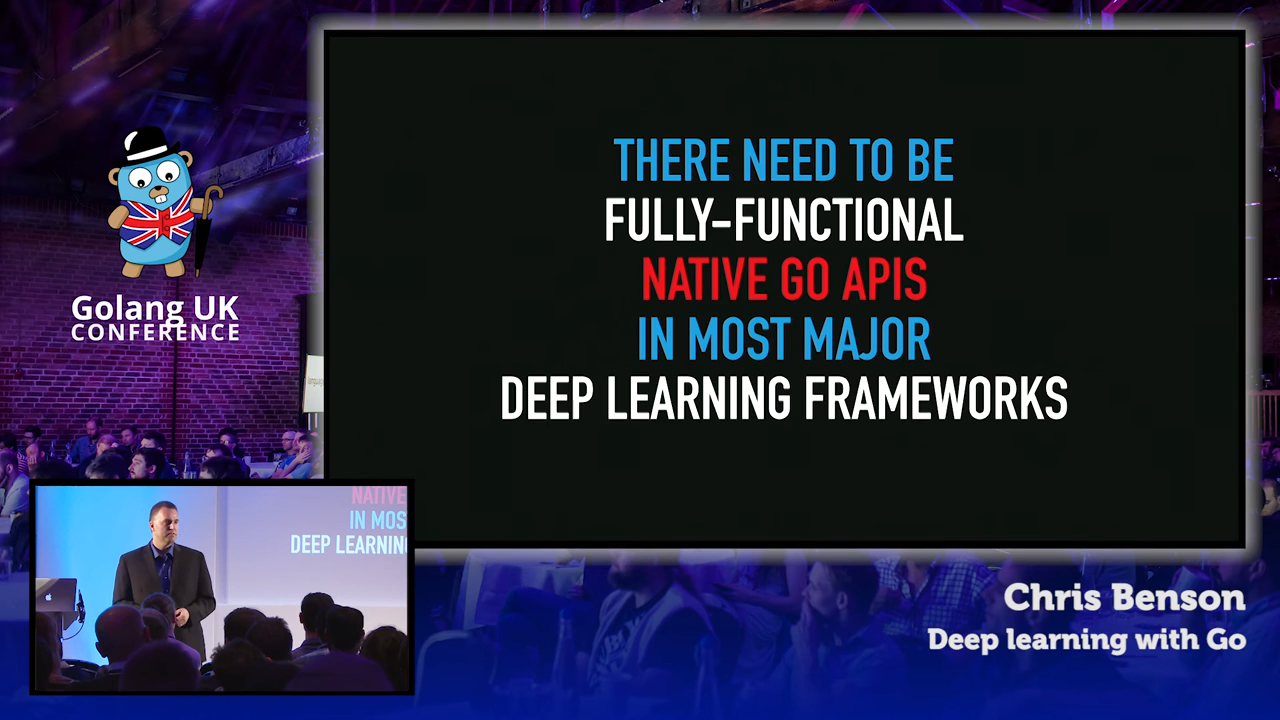 Golang UK
CONFERENCE
THERE NEED TO BE
FULLY-FUNCTIONAL
NATIVE GO APIS
IN MOST MAJOR
DEEP LEARNING FRAMEWORKS
NATIVE
IN MOS
DEEP LEARNING
Chris Benson
Deep learning with Go